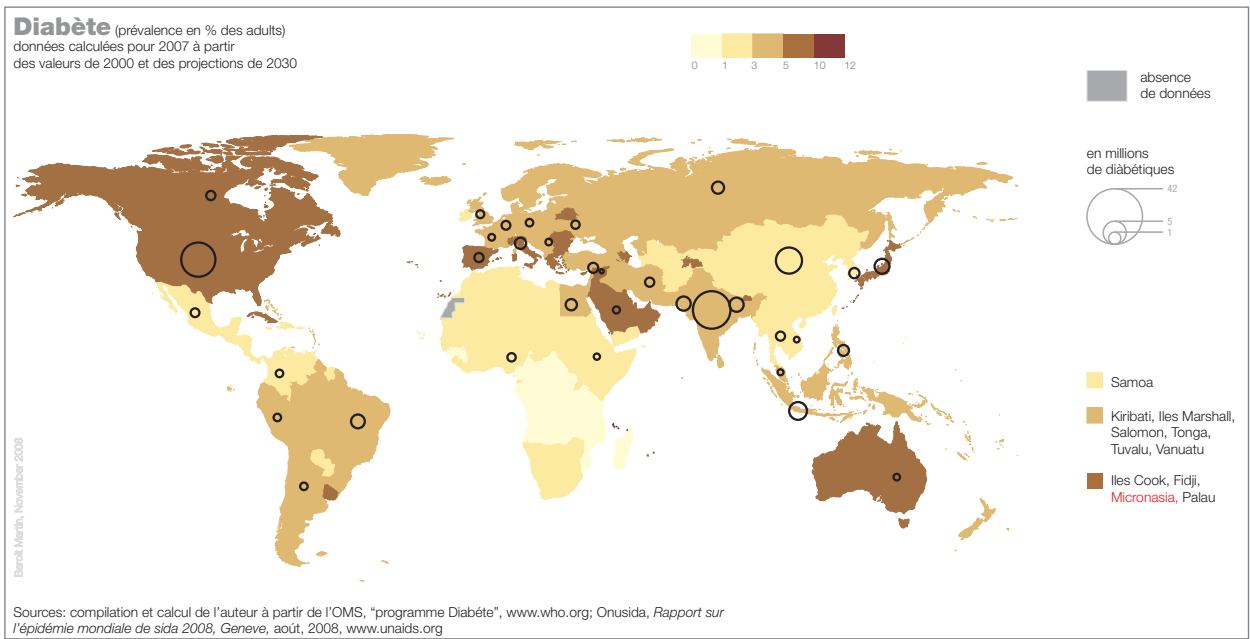 Diabète (prévalence en % des adults)
données calculées pour 2007 à partir
des valeurs de 2000 et des projections de 2030
0 1 3 5 10 12
absence
de données
en millions
de diàbétiques
42
5
1
Samoa
Kiribati, Iles Marshall,
Salomon, Tonga,
Tuvalu, Vanuatu
Iles Cook, Fidji,
Micronasia, Palau
Benoît Martin, November 2008
Sources: compilation et calcul de l'auteur à partir de l'OMS, “programme Diabéte”, www.who.org; Onusida, Rapport sur
l'épidémie mondiale de sida 2008, Geneve, aoút, 2008, www.unaids.org